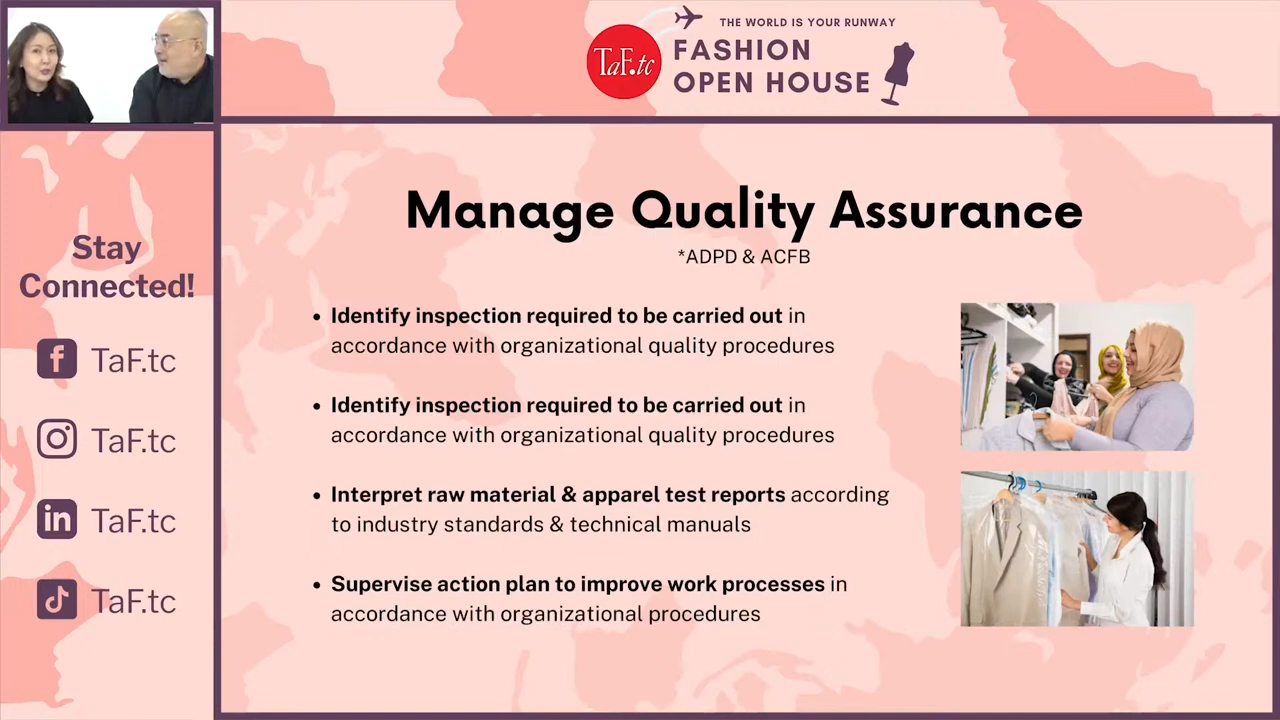 THE WORLD IS YOUR RUNWAY
TaF.tc
FASHION
OPEN HOUSE
Stay
Connected!
TaF.tc
TaF.tc
in TaF.tc
TaF.tc
Manage Quality Assurance
*ADPD & ACFB
• Identify inspection required to be carried out in
accordance with organizational quality procedures
• Identify inspection required to be carried out in
accordance with organizational quality procedures
• Interpret raw material & apparel test reports according
to industry standards & technical manuals
• Supervise action plan to improve work processes in
accordance with organizational procedures